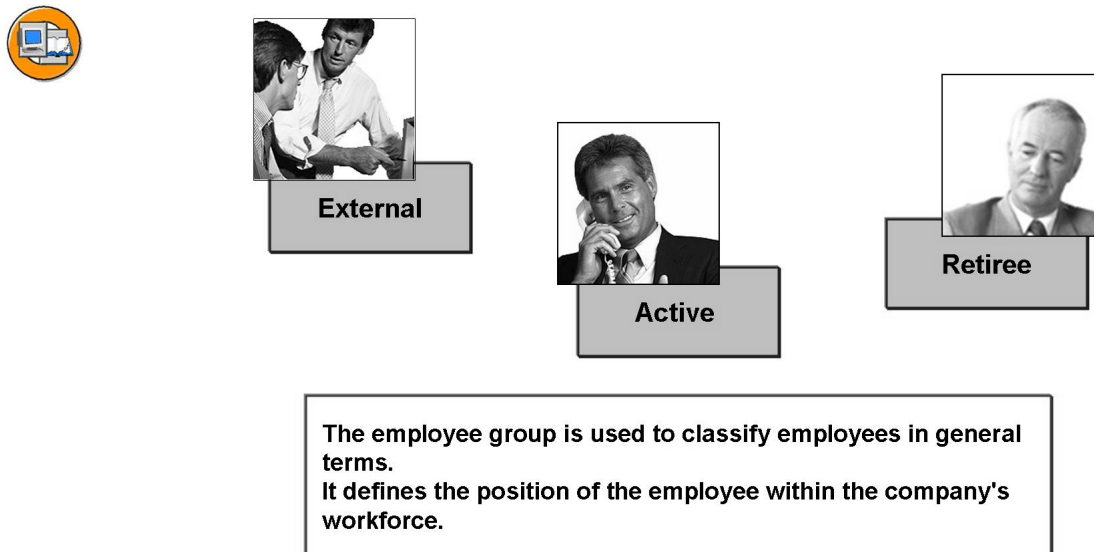 External
Active
Retiree
The employee group is used to classify employees in general
terms.
It defines the position of the employee within the company's
workforce.